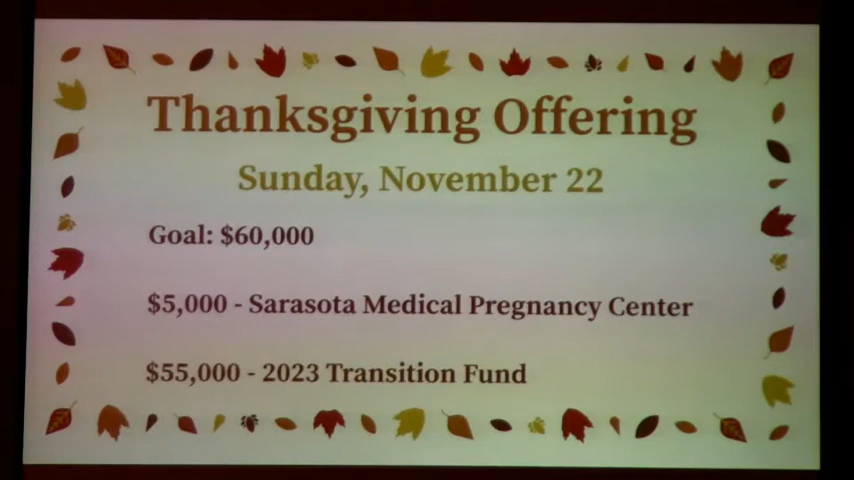 Thanksgiving Offering
Sunday, November 22
Goal: $60,000
$5,000 - Sarasota Medical Pregnancy Center
$55,000 - 2023 Transition Fund